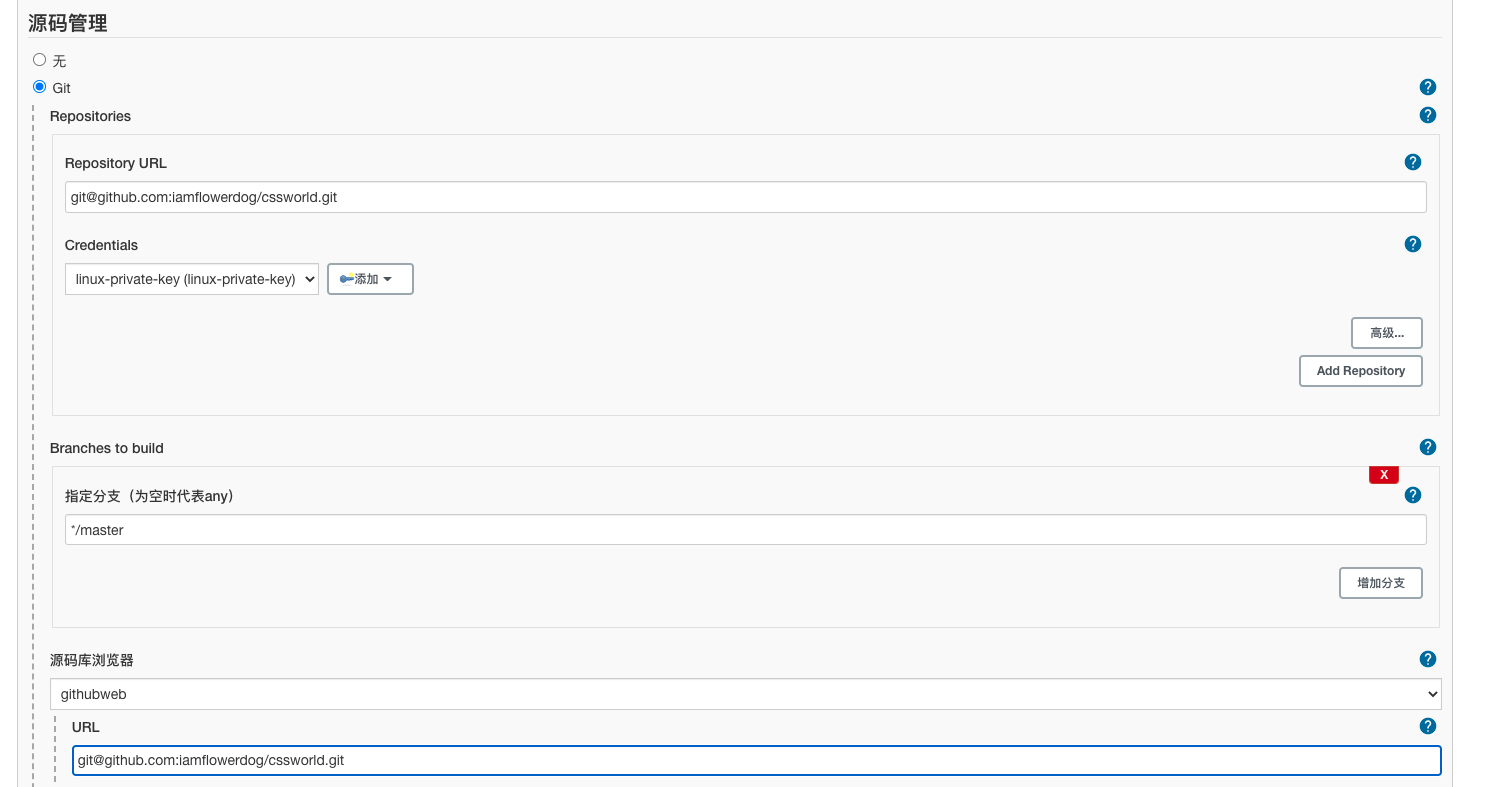 源码管理
无
Git
Repositories
Repository URL
git@github.com:iamflowerdog/cssworld.git
Credentials
linux-private-key (linux-private-key)
添加
高级...
Add Repository
Branches to build
X
指定分支（为空时代表any）
*/master
增加分支
源码库浏览器
githubweb
URL
git@github.com:iamflowerdog/cssworld.git